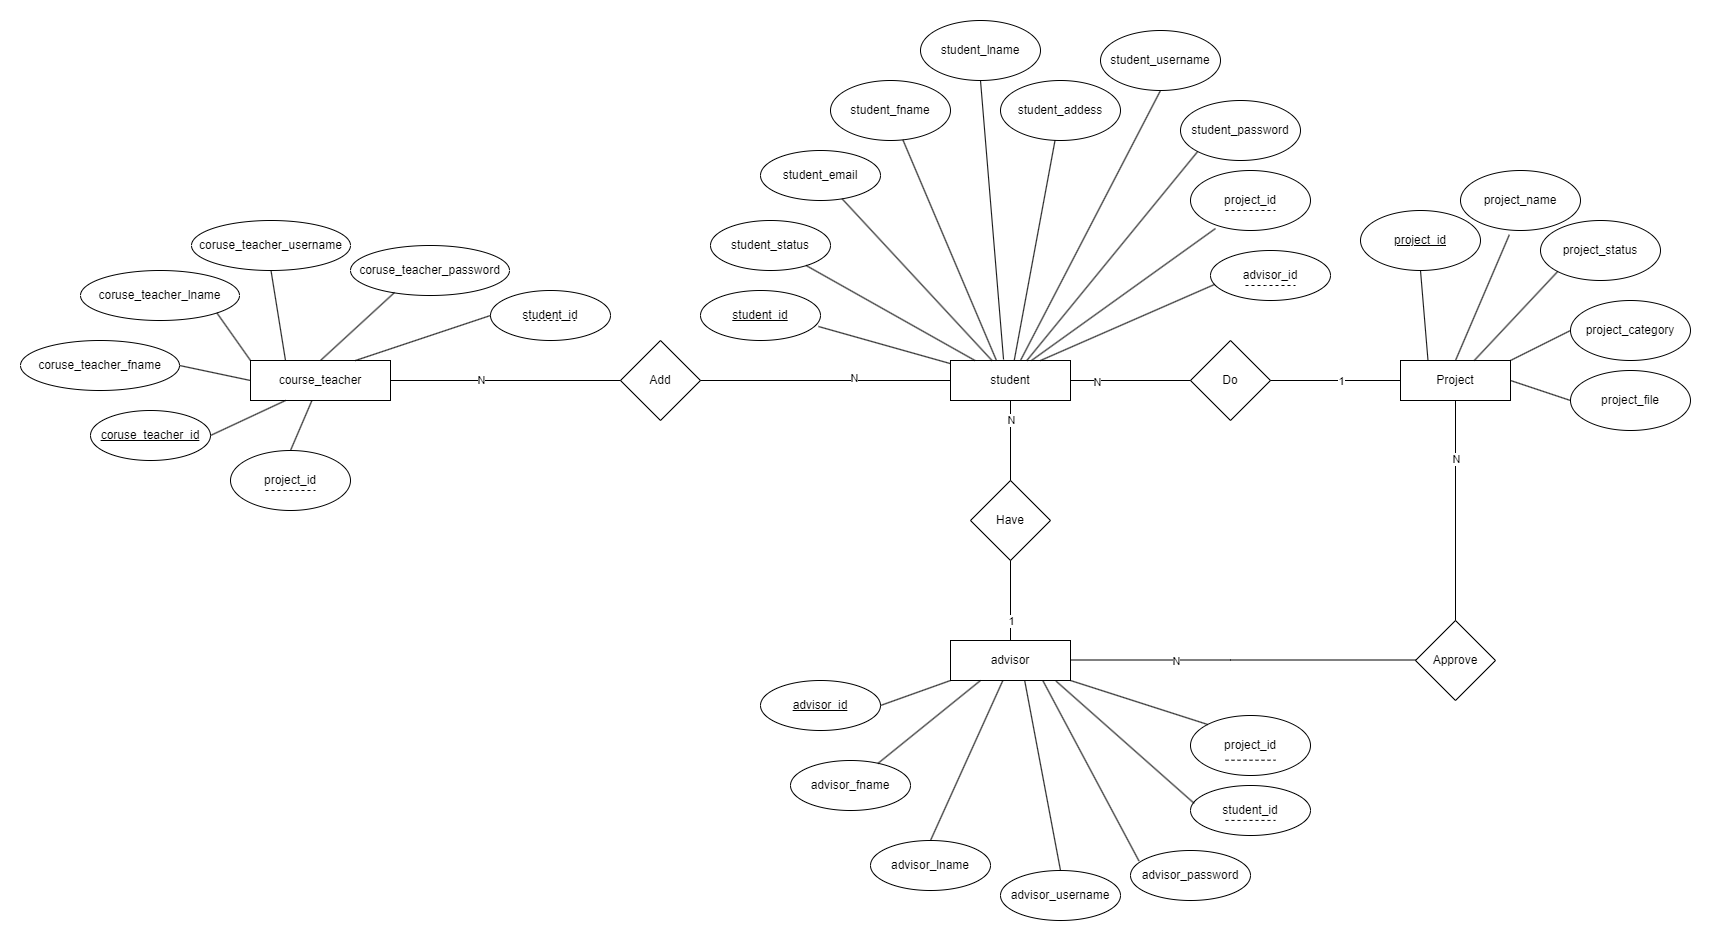 student_lname
student_username
student_fname
student_addess
student_password
student_email
project_id
project_name
student_status
project_id
project_status
coruse_teacher_username
coruse_teacher_password
advisor_id
coruse_teacher_lname
student_id
student_id
project_category
coruse_teacher_fname
course_teacher
N
Add
N
student
N
Do
1
Project
project_file
coruse_teacher_id
N
N
project_id
Have
1
advisor
N
Approve
advisor_id
project_id
advisor_fname
student_id
advisor_lname
advisor_password
advisor_username